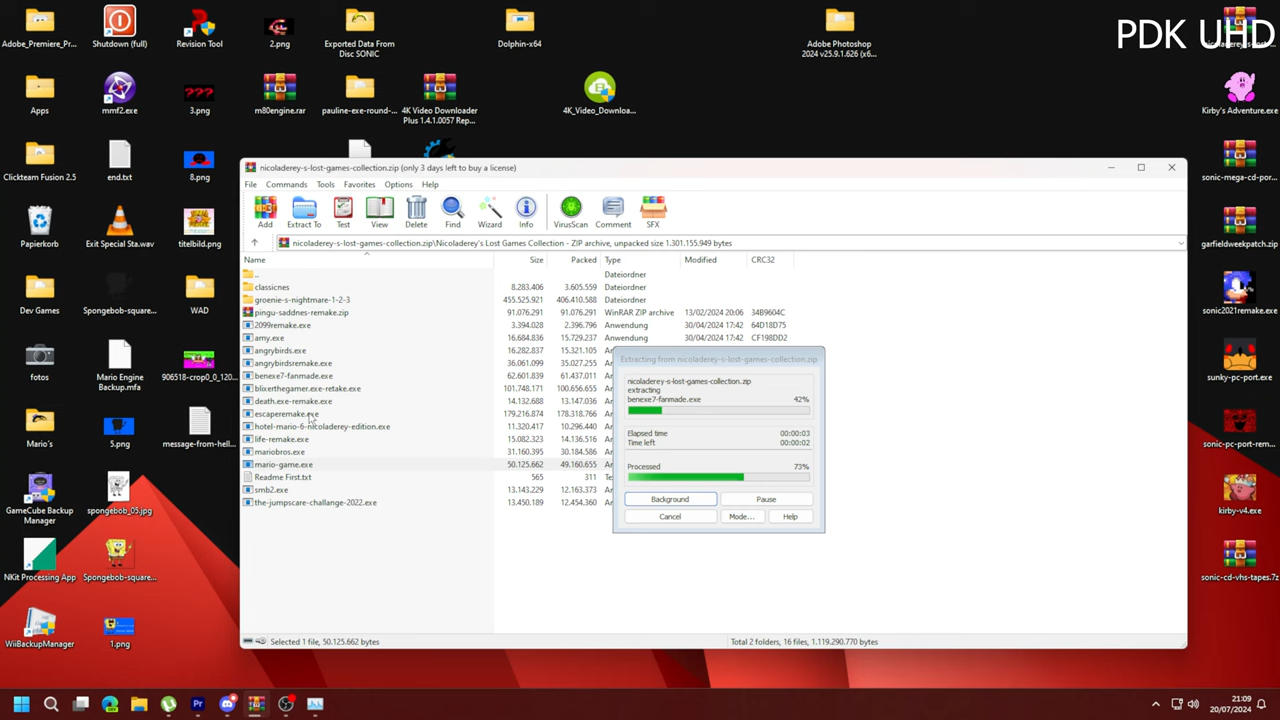 PDK UHD
Adobe_Premiere_Pr...
Shutdown (full)
Revision Tool
2.png
Exported Data From
Disc SONIC
Dolphin-x64
Adobe Photoshop
2024 v25.9.1.626 (x6...
Apps
mmf2.exe
3.png
m80engine.rar
pauline-exe-round-...
4K Video Downloader
Plus 1.4.1.0057 Rep...
4K_Video_Downloa...
Kirby's Adventure.exe
Clickteam Fusion 2.5
end.txt
8.png
sonic-mega-cd-por...
Papierkorb
Exit Special Sta.wav
titelbild.png
garfieldweekpatch.zip
Dev Games
Spongebob-square...
WAD
sonic2021remake.exe
fotos
Mario Engine
Backup.mfa
906518-crop0_0_120...
sunky-pc-port.exe
Mario's
5.png
message-from-hell...
sonic-pc-port-rem...
GameCube Backup
Manager
spongebob_05.jpg
kirby-v4.exe
NKit Processing App
Spongebob-square...
sonic-cd-vhs-tapes.7z
WiiBackupManager
1.png
nicoladerey-s-lost-games-collection.zip (only 3 days left to buy a license)
File Commands Tools Favorites Options Help
Add Extract To Test View Delete Find Wizard Info VirusScan Comment SFX
nicoladerey-s-lost-games-collection.zip\Nicoladerey's Lost Games Collection - ZIP archive, unpacked size 1.301.155.949 bytes
Name Size Packed Type Modified CRC32
.. Dateiordner
classicnes 8.283.406 3.605.559 Dateiordner
groenie-s-nightmare-1-2-3 455.525.921 406.410.588 Dateiordner
pingu-saddnes-remake.zip 91.076.291 91.076.291 WinRAR ZIP archive 13/02/2024 20:06 34B9604C
2099remake.exe 3.394.028 2.396.796 Anwendung 30/04/2024 17:42 64D18D75
amy.exe 16.684.836 15.724.785 Anwendung 30/04/2024 17:42 CF198DD2
angrybirds.exe 16.282.837 15.321.105
angrybirdsremake.exe 36.061.099 35.027.255
benexe7-fanmade.exe 62.601.839 61.437.011
blixerthegamer.exe-retake.exe 101.748.171 100.656.655
death.exe-remake.exe 14.132.688 13.147.036
escaperemake.exe 179.216.874 178.318.766
hotel-mario-6-nicoladerey-edition.exe 11.320.417 10.296.440
life-remake.exe 15.082.323 14.136.516
mariobros.exe 31.160.395 30.184.586
mario-game.exe 50.125.662 49.160.655
Readme First.txt 565 311
smb2.exe 13.143.229 12.163.373
the-jumpscare-challange-2022.exe 13.450.189 12.454.360
Extracting from nicoladerey-s-lost-games-collection.zip
nicoladerey-s-lost-games-collection.zip
extracting
benexe7-fanmade.exe 42%
Elapsed time 00:00:03
Time left 00:00:02
Processed 73%
Background Pause
Cancel Mode... Help
Selected 1 file, 50.125.662 bytes
Total 2 folders, 16 files, 1.119.290.770 bytes
21:09
20/07/2024